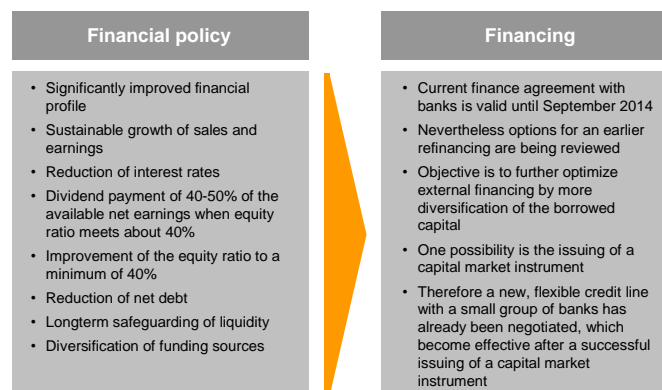 Financial policy
• Significantly improved financial
profile
• Sustainable growth of sales and
earnings
• Reduction of interest rates
• Dividend payment of 40-50% of the
available net earnings when equity
ratio meets about 40%
• Improvement of the equity ratio to a
minimum of 40%
• Reduction of net debt
• Longterm safeguarding of liquidity
• Diversification of funding sources
Financing
• Current finance agreement with
banks is valid until September 2014
• Nevertheless options for an earlier
refinancing are being reviewed
• Objective is to further optimize
external financing by more
diversification of the borrowed
capital
• One possibility is the issuing of a
capital market instrument
• Therefore a new, flexible credit line
with a small group of banks has
already been negotiated, which
become effective after a successful
issuing of a capital market
instrument